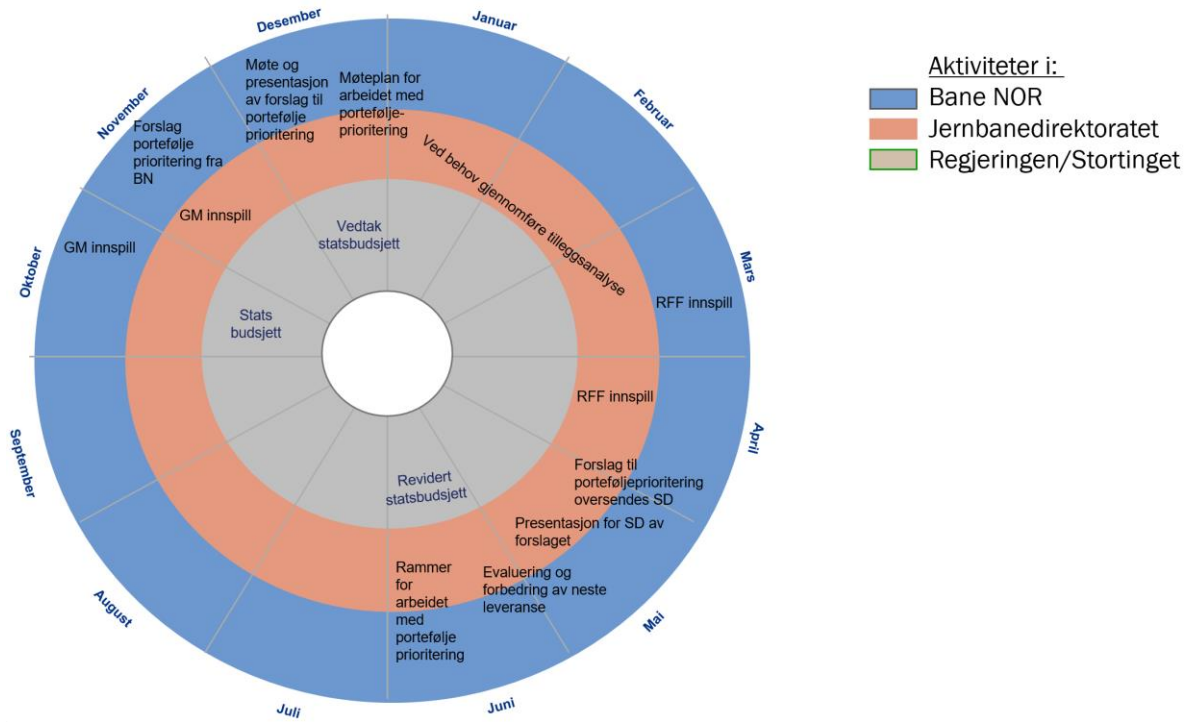 Desember
Januar
Februar
Mars
April
Mai
Juni
Juli
August
September
Oktober
November
Møte og
presentasjon
av forslag til
portefølje
prioritering
Møteplan for
arbeidet med
portefølje-
prioritering
Forslag
portefølje
prioritering fra
BN
GM innspill
GM innspill
Ved behov gjennomføre tilleggsanalyse
Vedtak
statsbudsjett
Stats
budsjett
RFF innspill
RFF innspill
Forslag til
porteføljeprioritering
oversendes SD
Presentasjon for SD av
forslaget
Revidert
statsbudsjett
Evaluering og
forbedring av neste
leveranse
Rammer
for
arbeidet
med
portefølje
prioritering
Aktiviteter i:
Bane NOR
Jernbanedirektoratet
Regjeringen/Stortinget